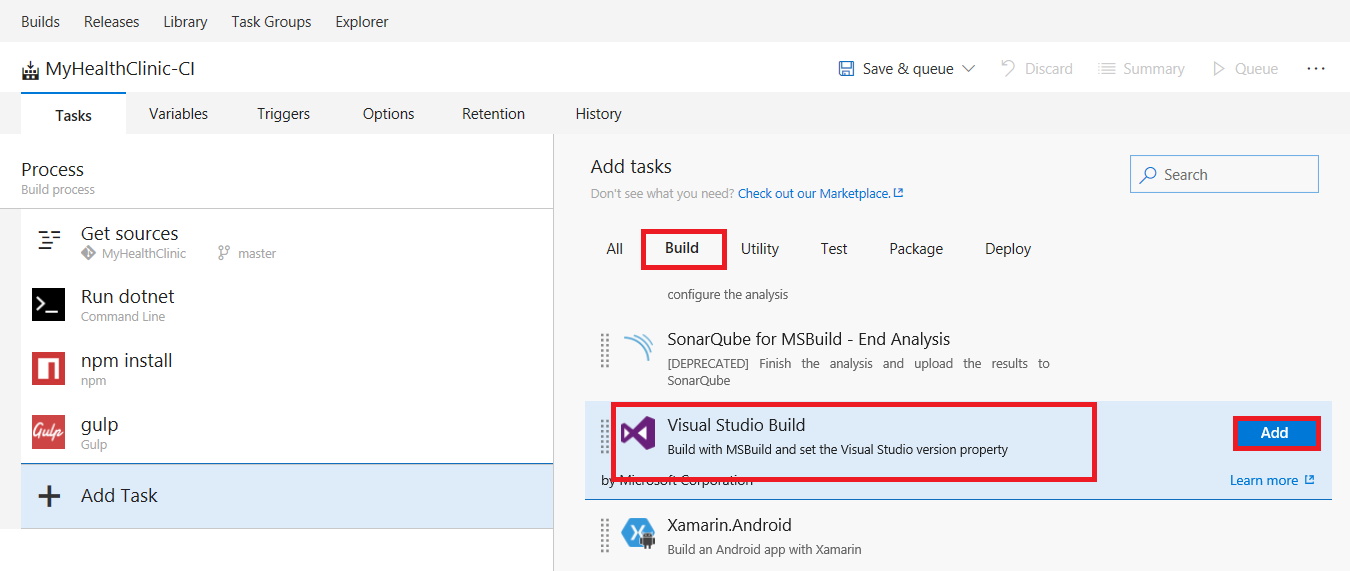 Builds Releases Library Task Groups Explorer
MyHealthClinic-CI
Save & queue Discard Summary Queue ...
Tasks Variables Triggers Options Retention History
Process
Build process
Get sources
MyHealthClinic master
Run dotnet
Command Line
npm install
npm
gulp
Gulp
Gulp
Add Task
Add tasks
Search
Don't see what you need? Check out our Marketplace.
All Build Utility Test Package Deploy
configure the analysis
SonarQube for MSBuild - End Analysis
[DEPRECATED] Finish the analysis and upload the results to
SonarQube
Visual Studio Build
Add
Build with MSBuild and set the Visual Studio version property
by Microsoft Corporation
Learn more
Xamarin.Android
Build an Android app with Xamarin